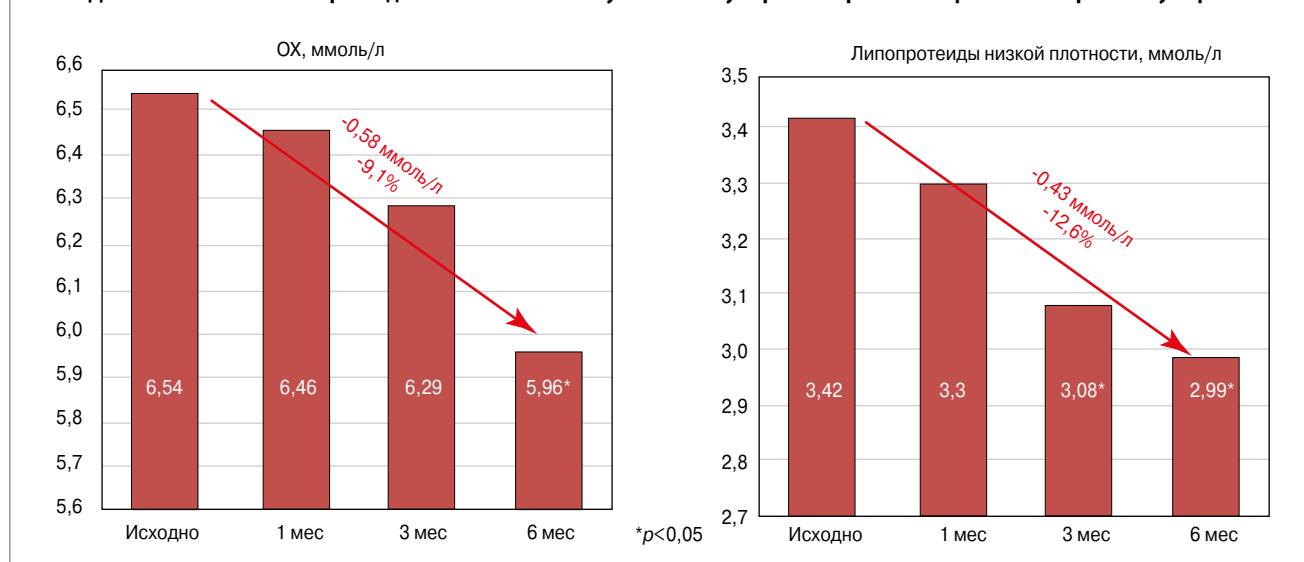 ОХ, ммоль/л
6,6
6,5
6,4
6,3
6,2
6,1
6,0
5,9
5,8
5,7
5,6
-0,58 ммоль/л
-9,1%
6,54
6,46
6,29
5,96*
Исходно
1 мес
3 мес
6 мес
*p<0,05
Липопротеиды низкой плотности, ммоль/л
3,5
3,4
3,3
3,2
3,1
3,0
2,9
2,8
2,7
-0,43 ммоль/л
-12,6%
3,42
3,3
3,08*
2,99*
Исходно
1 мес
3 мес
6 мес